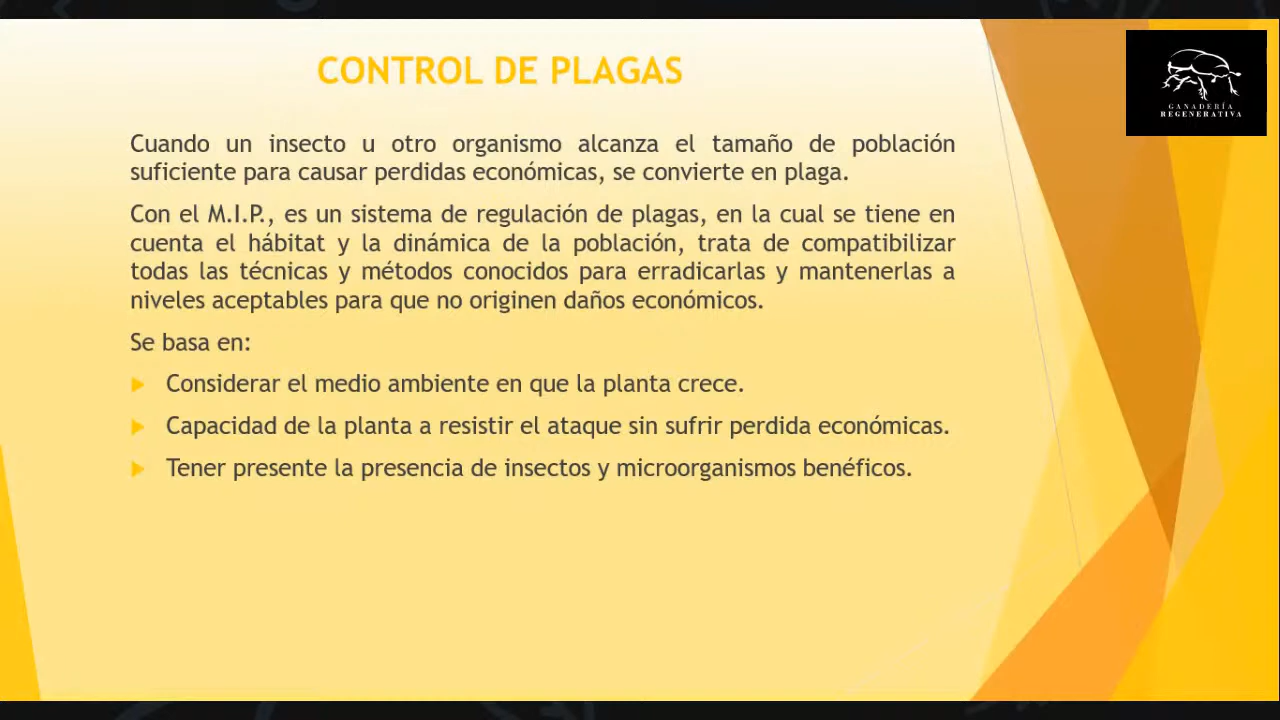 CONTROL DE PLAGAS
GANADERÍA
REGENERATIVA
Cuando un insecto u otro organismo alcanza el tamaño de población
suficiente para causar perdidas económicas, se convierte en plaga.
Con el M.I.P., es un sistema de regulación de plagas, en la cual se tiene en
cuenta el hábitat y la dinámica de la población, trata de compatibilizar
todas las técnicas y métodos conocidos para erradicarlas y mantenerlas a
niveles aceptables para que no originen daños económicos.
Se basa en:
Considerar el medio ambiente en que la planta crece.
Capacidad de la planta a resistir el ataque sin sufrir perdida económicas.
Tener presente la presencia de insectos y microorganismos benéficos.